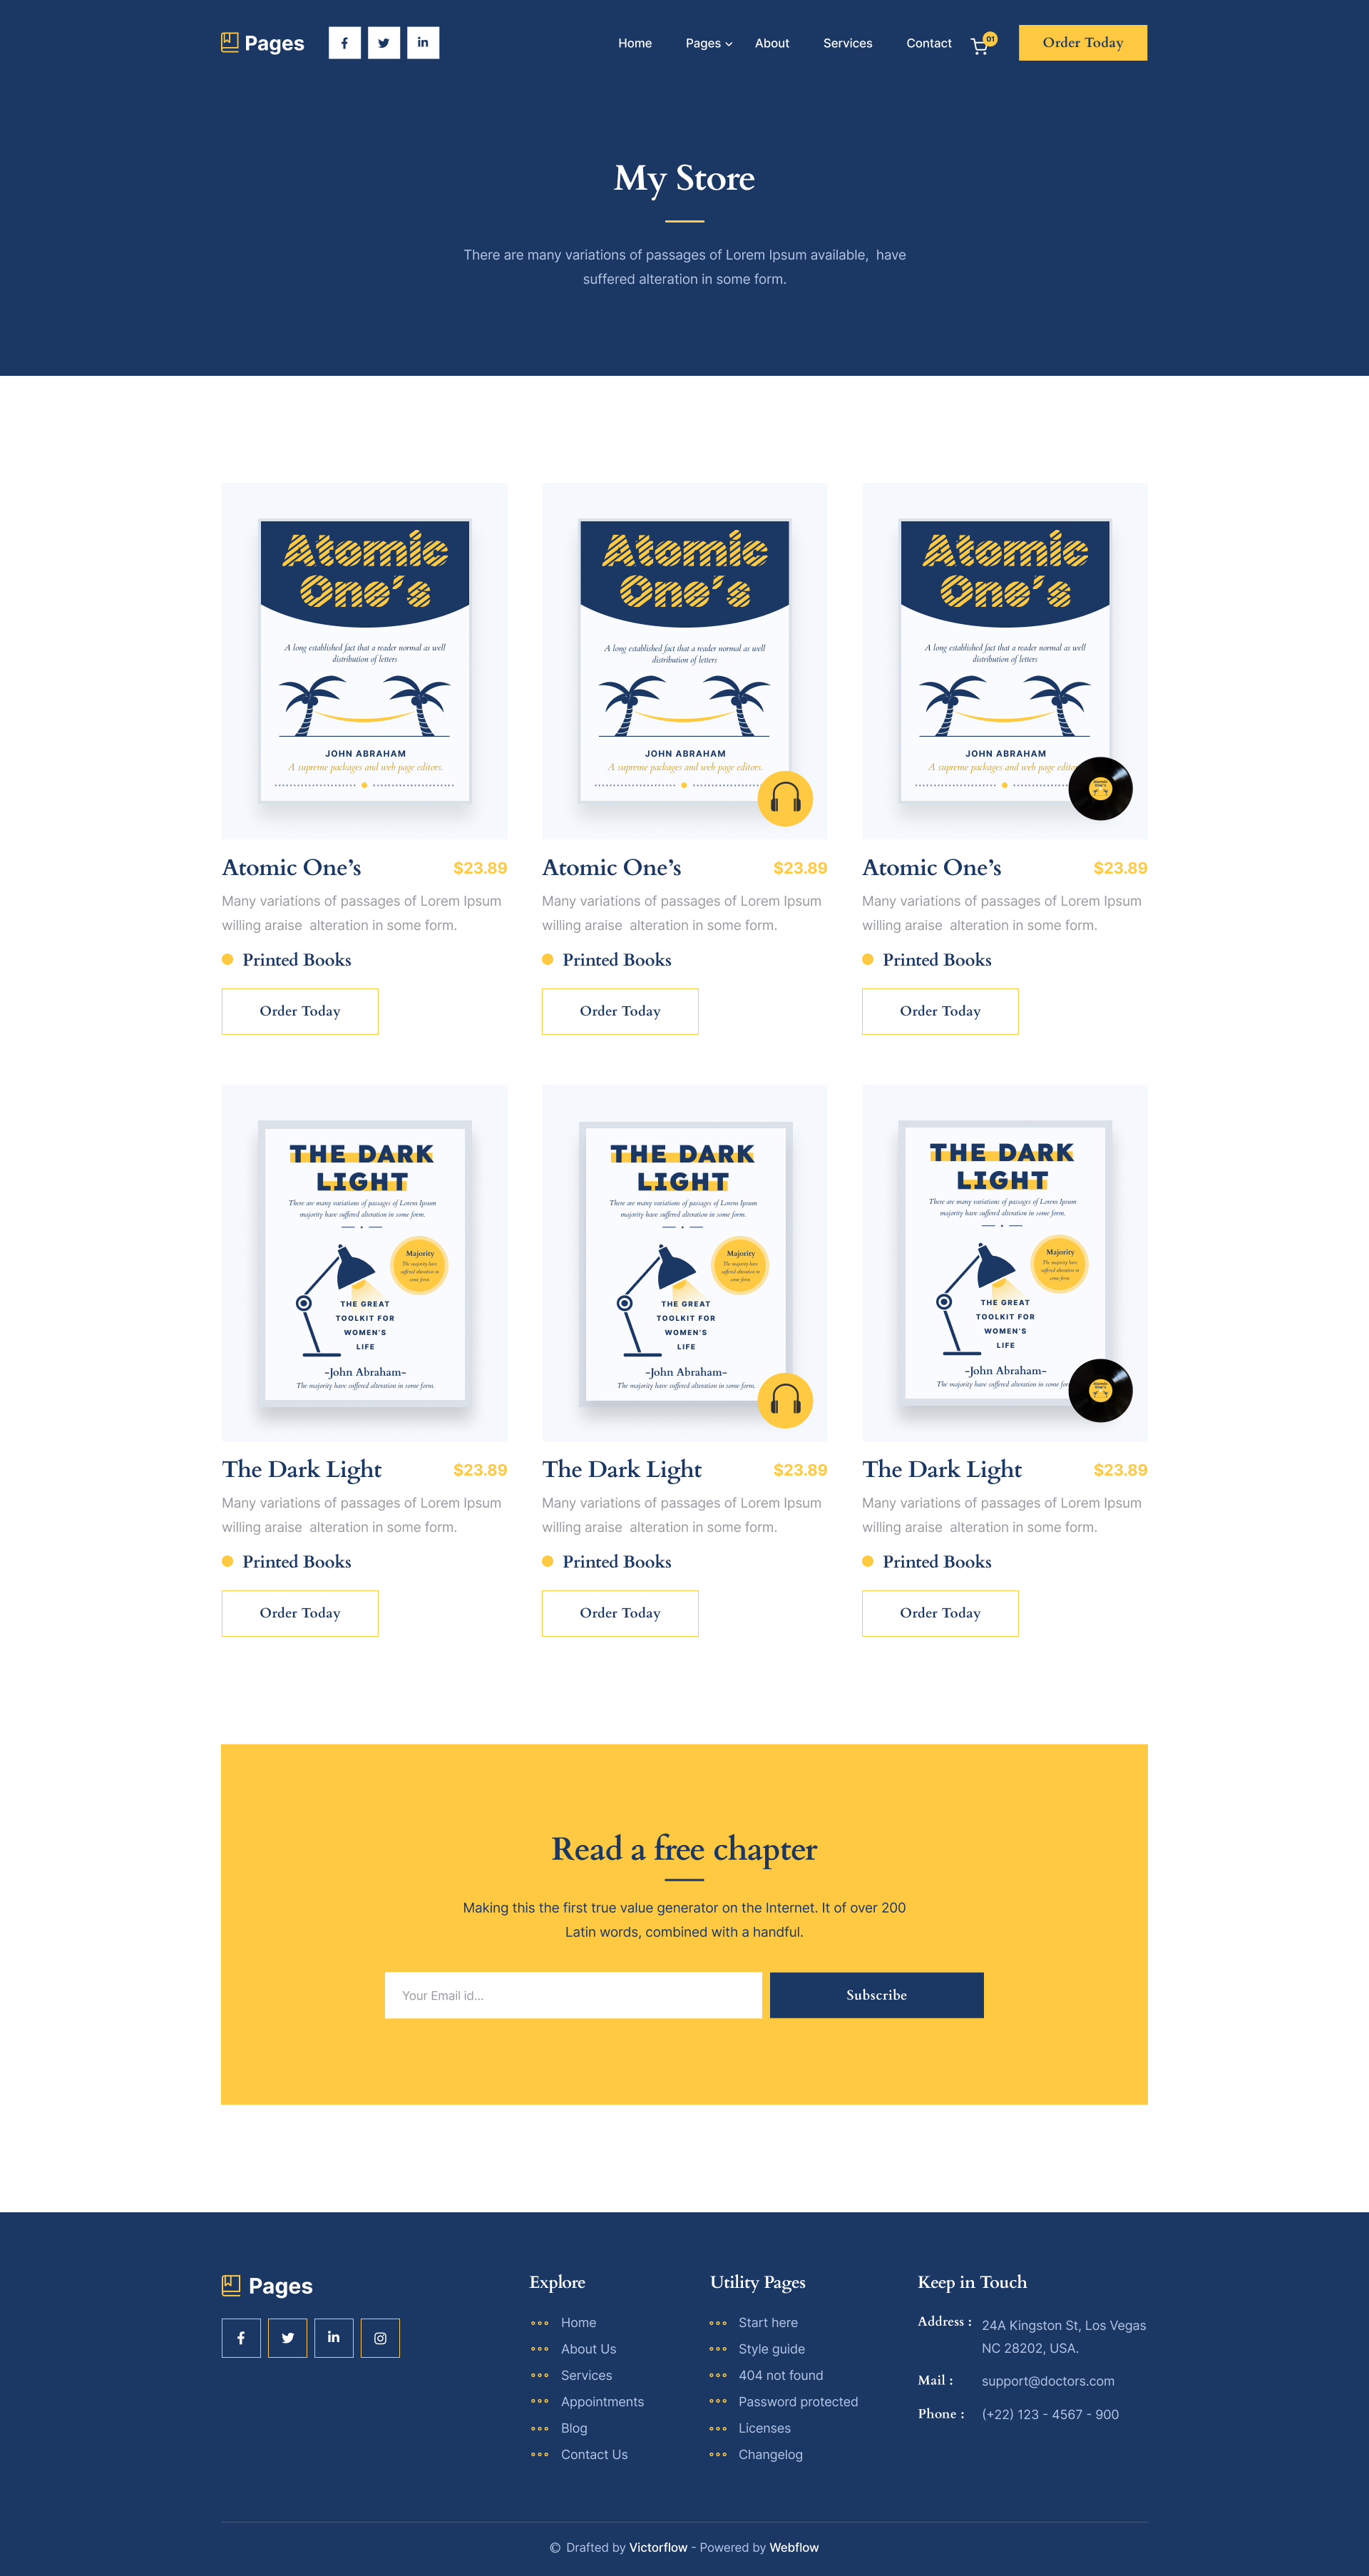 Pages
Home Pages About Services Contact 01 Order Today
My Store
There are many variations of passages of Lorem Ipsum available, have
suffered alteration in some form.
Atomic
One's
A long established fact that a reader normal as well
distribution of letters
JOHN ABRAHAM
A supreme packages and web page editors.
Atomic
One's
A long established fact that a reader normal as well
distribution of letters
JOHN ABRAHAM
A supreme packages and web page editors.
Atomic
One's
A long established fact that a reader normal as well
distribution of letters
JOHN ABRAHAM
A supreme packages and web page
Atomic One's $23.89
Many variations of passages of Lorem Ipsum
willing araise alteration in some form.
Printed Books
Order Today
Atomic One's $23.89
Many variations of passages of Lorem Ipsum
willing araise alteration in some form.
Printed Books
Order Today
Atomic One's $23.89
Many variations of passages of Lorem Ipsum
willing araise alteration in some form.
Printed Books
Order Today
THE DARK
LIGHT
There are many variations of passages of Lorem Ipsum
majority have suffered alteration in some form.
Majority
The majority have
suffered alteration in
some form.
THE GREAT
TOOLKIT FOR
WOMEN'S
LIFE
-John Abraham-
The majority have suffered alteration in some form.
THE DARK
LIGHT
There are many variations of passages of Lorem Ipsum
majority have suffered alteration in some form.
Majority
The majority have
suffered alteration in
some form.
THE GREAT
TOOLKIT FOR
WOMEN'S
LIFE
-John Abraham-
The majority have suffered alteration in some form.
THE DARK
LIGHT
There are many variations of passages of Lorem Ipsum
majority have suffered alteration in some form.
Majority
The majority have
suffered alteration in
some form.
THE GREAT
TOOLKIT FOR
WOMEN'S
LIFE
-John Abraham-
The majority have suffered alteration in some
The Dark Light $23.89
Many variations of passages of Lorem Ipsum
willing araise alteration in some form.
Printed Books
Order Today
The Dark Light $23.89
Many variations of passages of Lorem Ipsum
willing araise alteration in some form.
Printed Books
Order Today
The Dark Light $23.89
Many variations of passages of Lorem Ipsum
willing araise alteration in some form.
Printed Books
Order Today
Read a free chapter
Making this the first true value generator on the Internet. It of over 200
Latin words, combined with a handful.
Your Email id...
Subscribe
Pages
Explore
Home
About Us
Services
Appointments
Blog
Contact Us
Utility Pages
Start here
Style guide
404 not found
Password protected
Licenses
Changelog
Keep in Touch
Address : 24A Kingston St, Los Vegas
NC 28202, USA.
Mail : support@doctors.com
Phone : (+22) 123 - 4567 - 900
© Drafted by Victorflow - Powered by Webflow